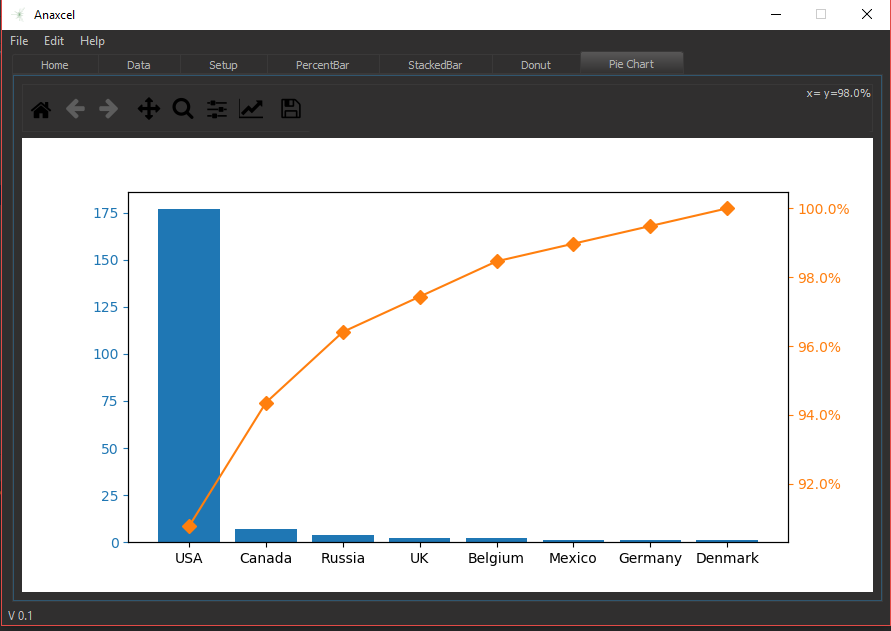 Anaxcel
File Edit Help
Home Data Setup PercentBar StackedBar Donut Pie Chart
x= y=98.0%
175
150
125
100
75
50
25
0
100.0%
98.0%
96.0%
94.0%
92.0%
USA Canada Russia UK Belgium Mexico Germany Denmark
V 0.1